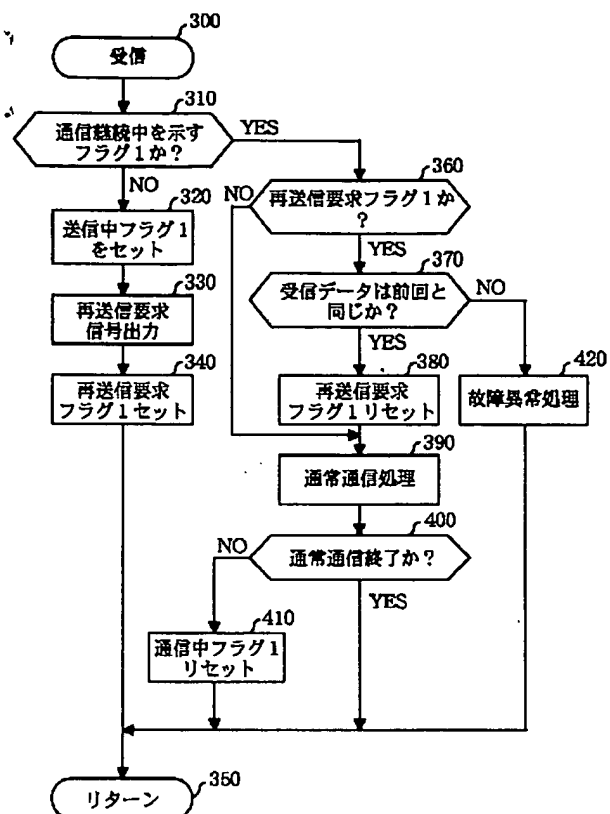 300
受信
310
通信継続中を示す
フラグ1か?
YES
NO
320
送信中フラグ1
をセット
330
再送信要求
信号出力
340
再送信要求
フラグ1セット
360
NO
再送信要求フラグ1か
?
YES
370
受信データは前回と
同じか?
NO
YES
380
再送信要求
フラグ1リセット
420
故障異常処理
390
通常通信処理
400
NO
通常通信終了か?
YES
410
通信中フラグ1
リセット
350
リターン